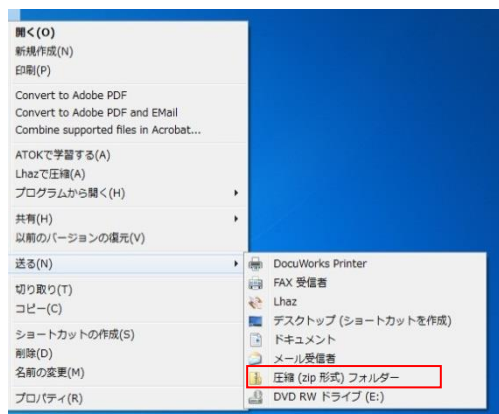 開く(O)
新規作成(N)
印刷(P)
Convert to Adobe PDF
Convert to Adobe PDF and EMail
Combine supported files in Acrobat...
ATOKで学習する(A)
Lhazで圧縮(A)
プログラムから開く(H)
共有(H)
以前のバージョンの復元(V)
送る(N)
切り取り(T)
コピー(C)
ショートカットの作成(S)
削除(D)
名前の変更(M)
プロパティ(R)
DocuWorks Printer
FAX 受信者
Lhaz
デスクトップ (ショートカットを作成)
ドキュメント
メール受信者
圧縮 (zip 形式) フォルダー
DVD RW ドライブ (E:)